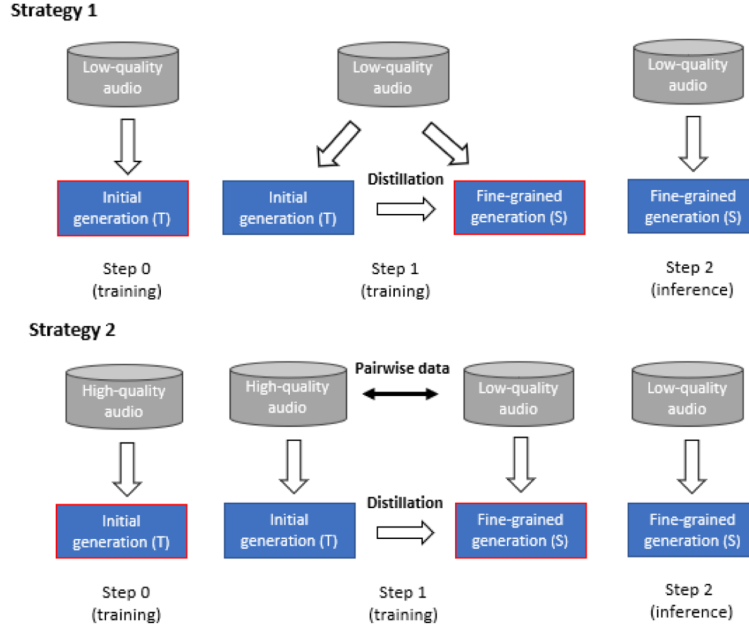 Strategy 1
Low-quality
audio
Low-quality
audio
Low-quality
audio
Initial
generation (T)
Initial
generation (T)
Distillation
Fine-grained
generation (S)
Fine-grained
generation (S)
Step 0
(training)
Step 1
(training)
Step 2
(inference)
Strategy 2
High-quality
audio
High-quality
audio
Pairwise data
Low-quality
audio
Low-quality
audio
Initial
generation (T)
Initial
generation (T)
Distillation
Fine-grained
generation (S)
Fine-grained
generation (S)
Step 0
(training)
Step 1
(training)
Step 2
(inference)